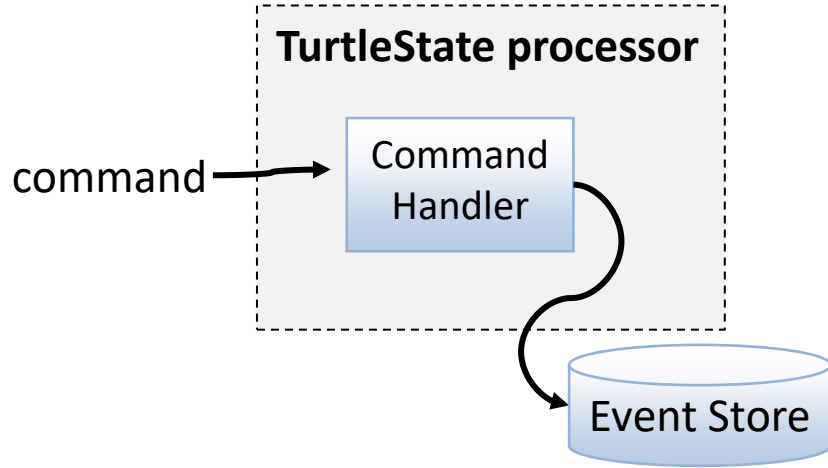 TurtleState processor
command
Command
Handler
Event Store